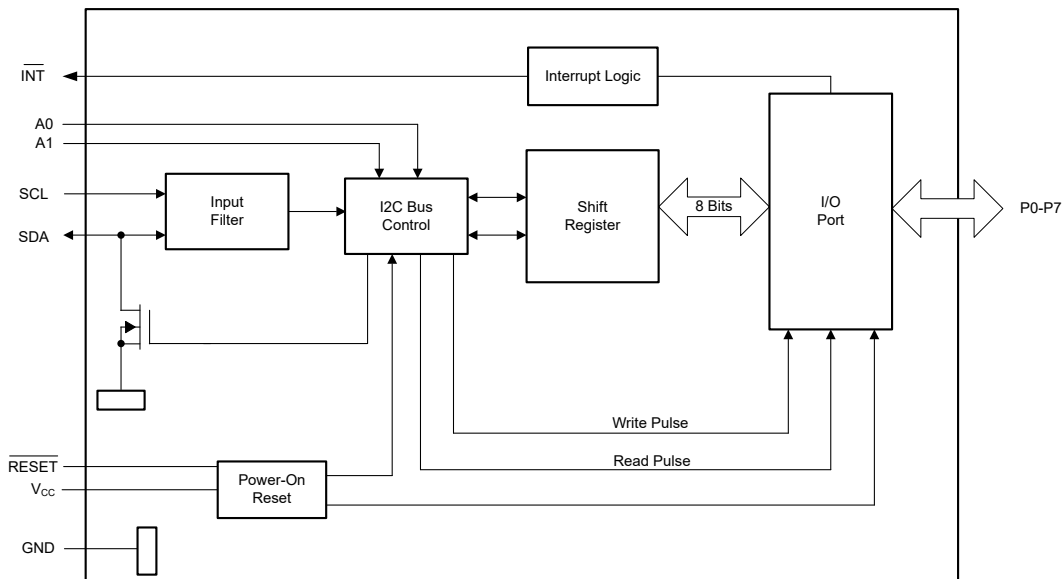 INT
Interrupt Logic
A0
A1
SCL
SDA
Input
Filter
I2C Bus
Control
Shift
Register
8 Bits
I/O
Port
P0-P7
Write Pulse
Read Pulse
RESET
VCC
Power-On
Reset
GND